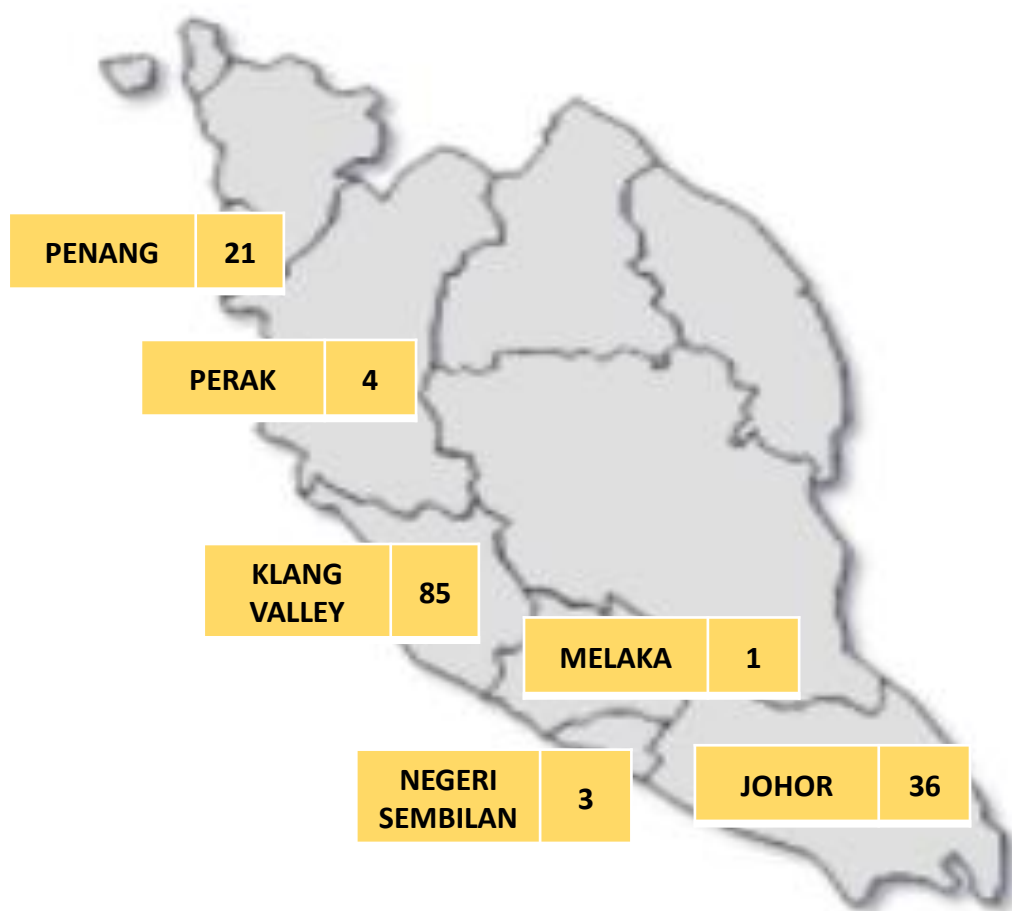 PENANG 21
PERAK 4
KLANG
VALLEY
85
MELAKA 1
NEGERI
SEMBILAN
3
JOHOR 36